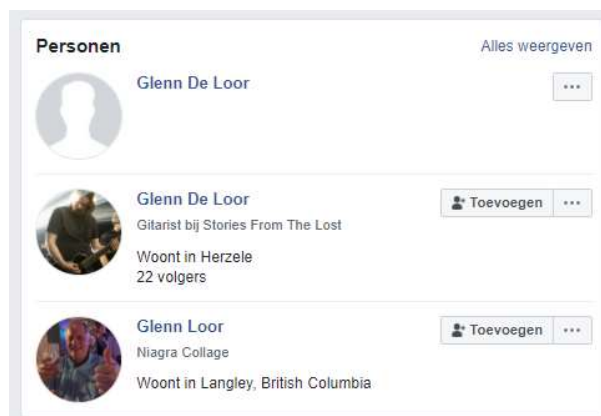 Personen
Alles weergeven
Glenn De Loor
Glenn De Loor
Toevoegen
Gitarist bij Stories From The Lost
Woont in Herzele
22 volgers
Glenn Loor
Toevoegen
Niagra Collage
Woont in Langley, British Columbia